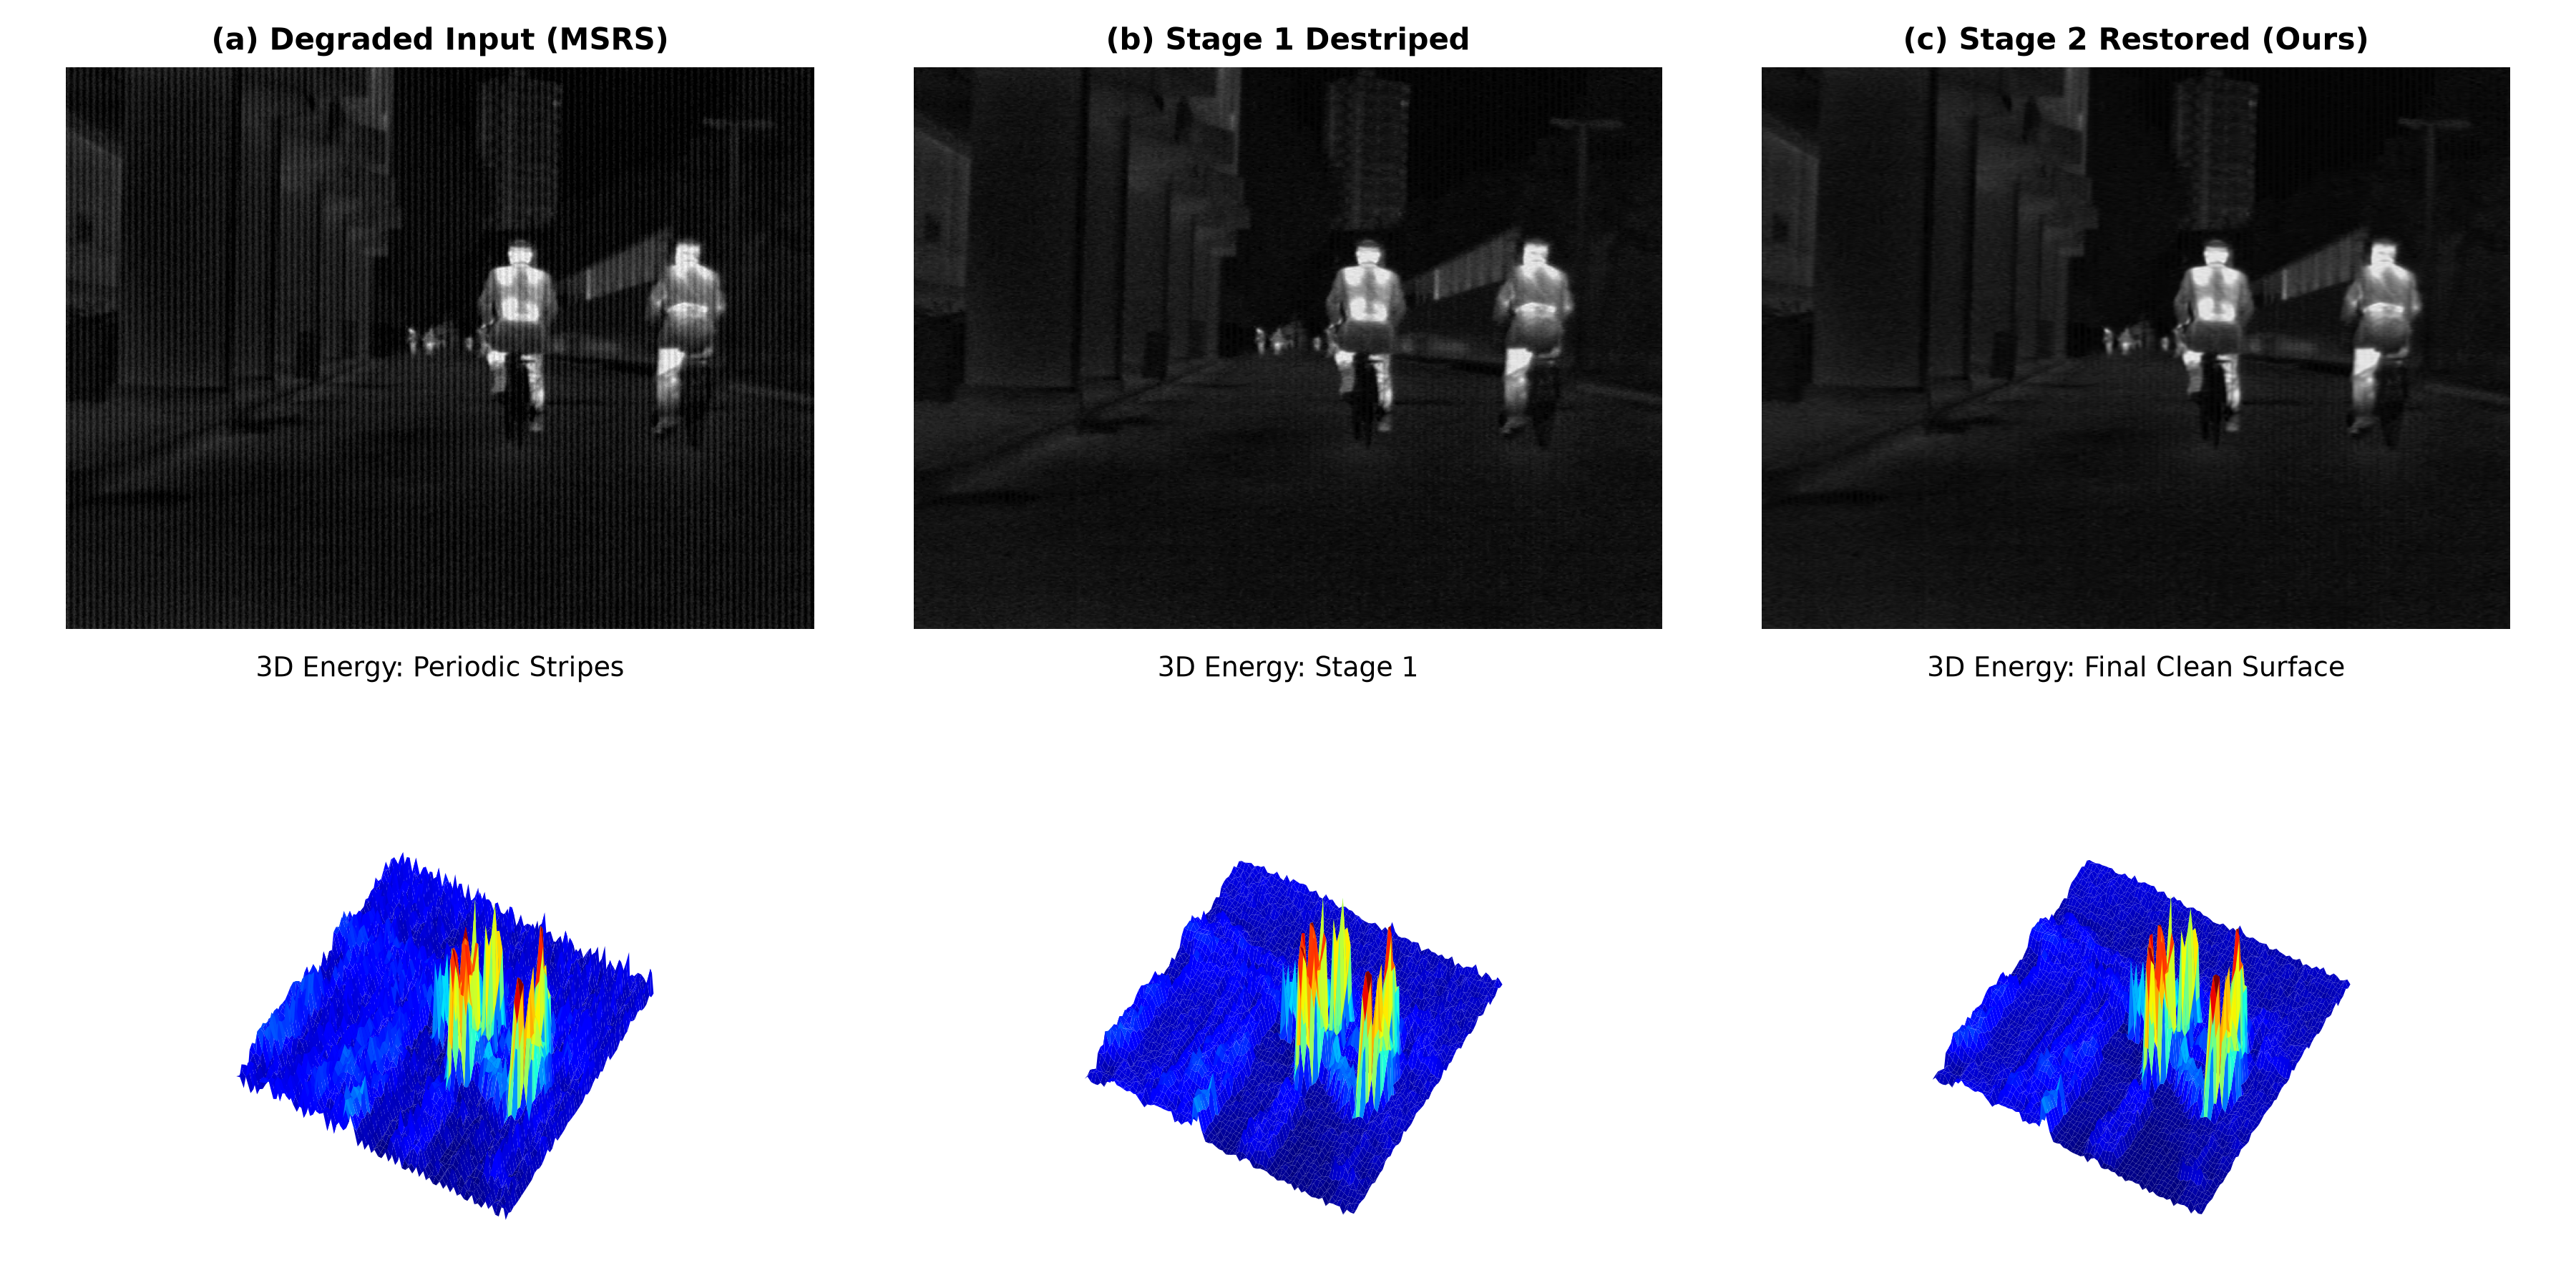 (a) Degraded Input (MSRS)
(b) Stage 1 Destriped
(c) Stage 2 Restored (Ours)
3D Energy: Periodic Stripes
3D Energy: Stage 1
3D Energy: Final Clean Surface